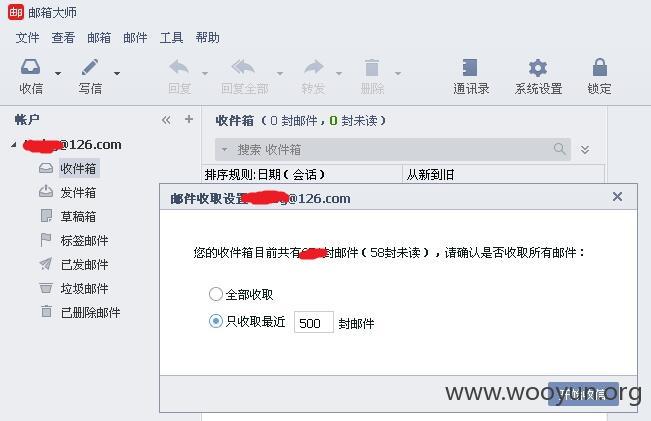 邮 邮箱大师
文件 查看 邮箱 邮件 工具 帮助
收信 写信 回复 回复全部 转发 删除 通讯录 系统设置 锁定
帐户
收件箱 (0 封邮件, 0 封未读)
@126.com
收件箱
搜索 收件箱
发件箱
排序规则:日期(会话) 从新到旧
草稿箱
邮件收取设置 @126.com
标签邮件
已发邮件
垃圾邮件
已删除邮件
您的收件箱目前共有 封邮件(58封未读),请确认是否收取所有邮件:
全部收取
只收取最近 500 封邮件
开始收信
www.wooyun.org